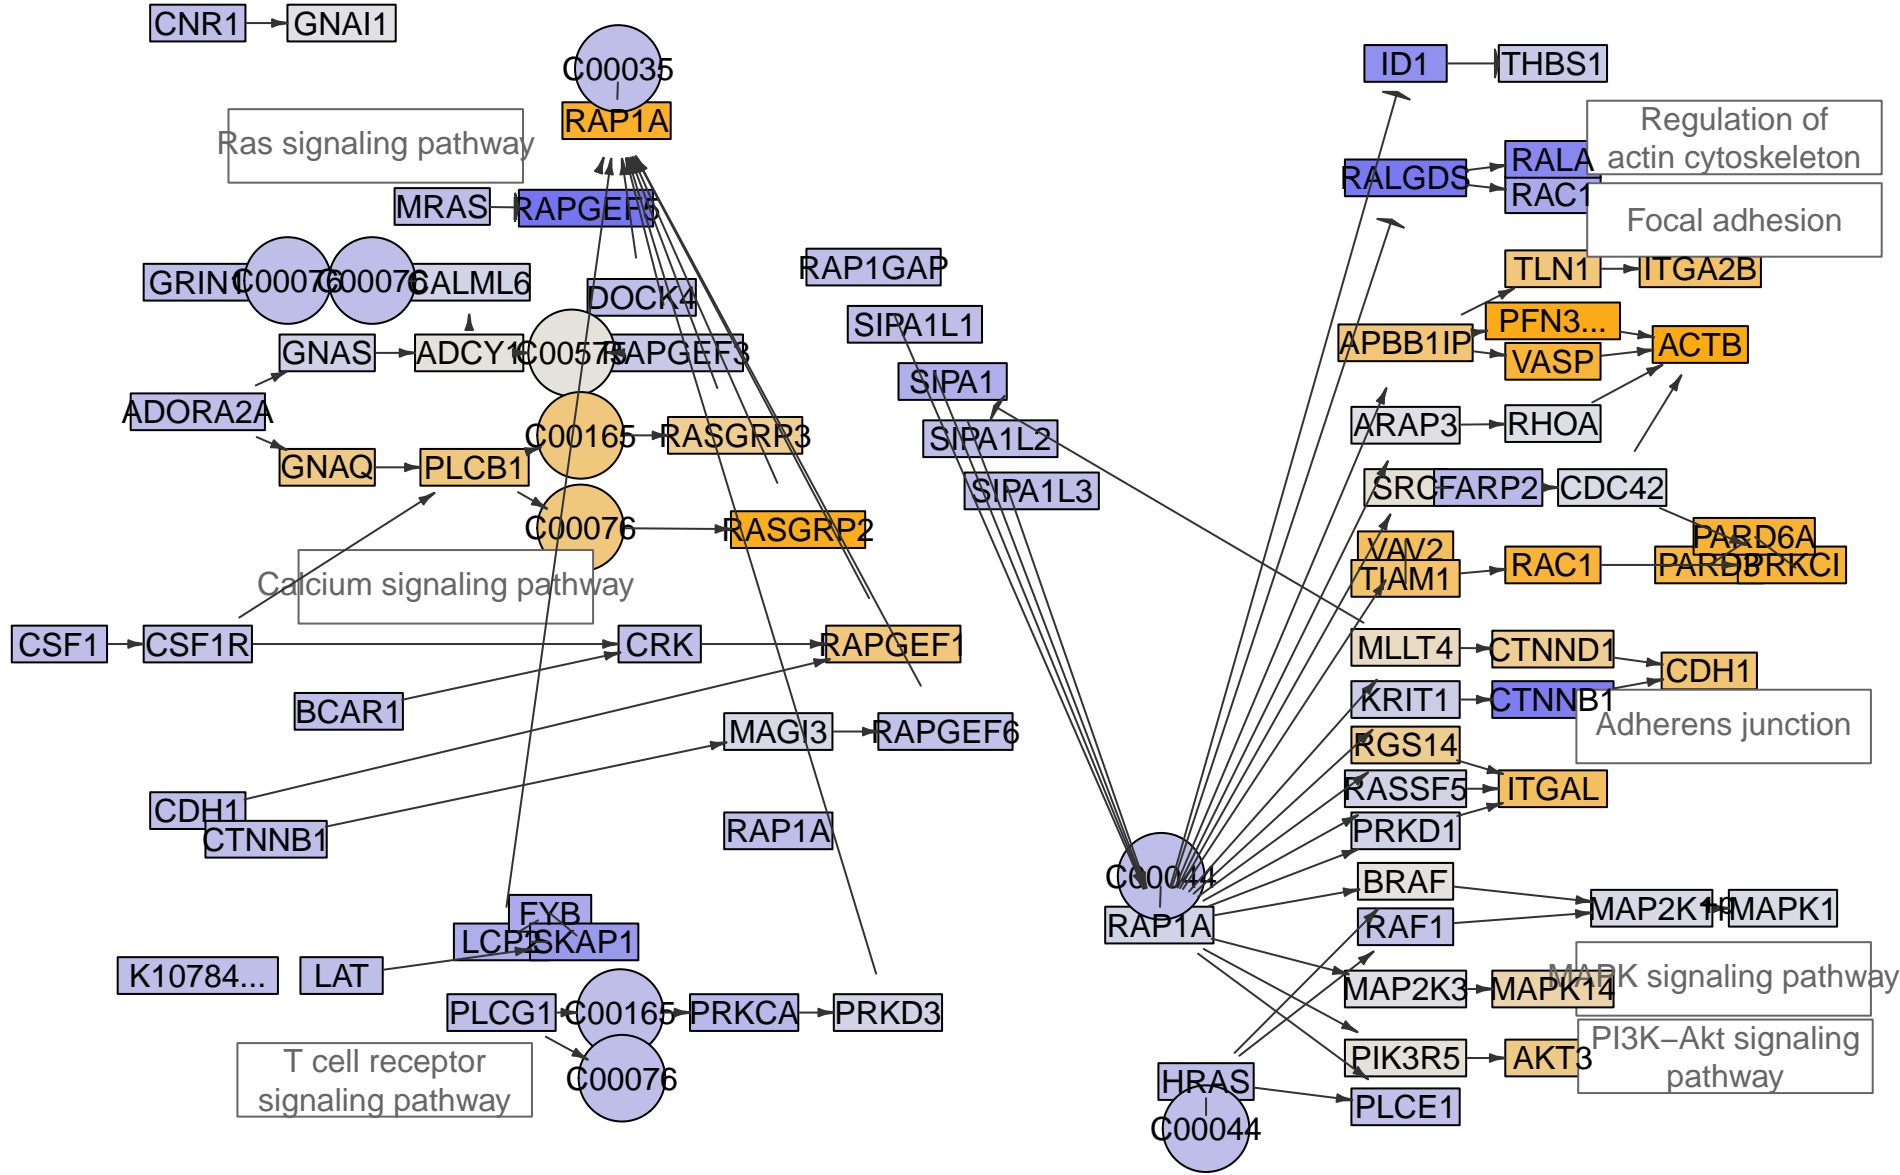 CNR1
GNAI1
C00035
RAP1A
Ras signaling pathway
MRAS
RAPGEF5
GRIN1
C00076
C00076
CALML6
DOCK4
GNAS
ADCY1
C00575
RAPGEF3
ADORA2A
C00165
RASGRP3
GNAQ
PLCB1
C00076
RASGRP2
Calcium signaling pathway
CSF1
CSF1R
CRK
RAPGEF1
BCAR1
MAGI3
RAPGEF6
CDH1
CTNNB1
RAP1A
FYB
LCP2
SKAP1
K10784...
LAT
PLCG1
C00165
PRKCA
PRKD3
C00076
T cell receptor
signaling pathway
RAP1GAP
SIPA1L1
SIPA1
SIPA1L2
SIPA1L3
C00044
RAP1A
HRAS
C00044
ID1
THBS1
Regulation of
actin cytoskeleton
RALGDS
RALA
RAC1
Focal adhesion
TLN1
ITGA2B
APBB1IP
PFN3...
VASP
ACTB
ARAP3
RHOA
SRC
FARP2
CDC42
VAV2
TIAM1
RAC1
PARD6A
PARD3
PRKCI
MLLT4
CTNND1
CDH1
KRIT1
CTNNB1
Adherens junction
RGS14
RASSF5
ITGAL
PRKD1
BRAF
RAF1
MAP2K1
MAPK1
MAP2K3
MAPK14
MAPK signaling pathway
PIK3R5
AKT3
PI3K−Akt signaling
pathway
PLCE1